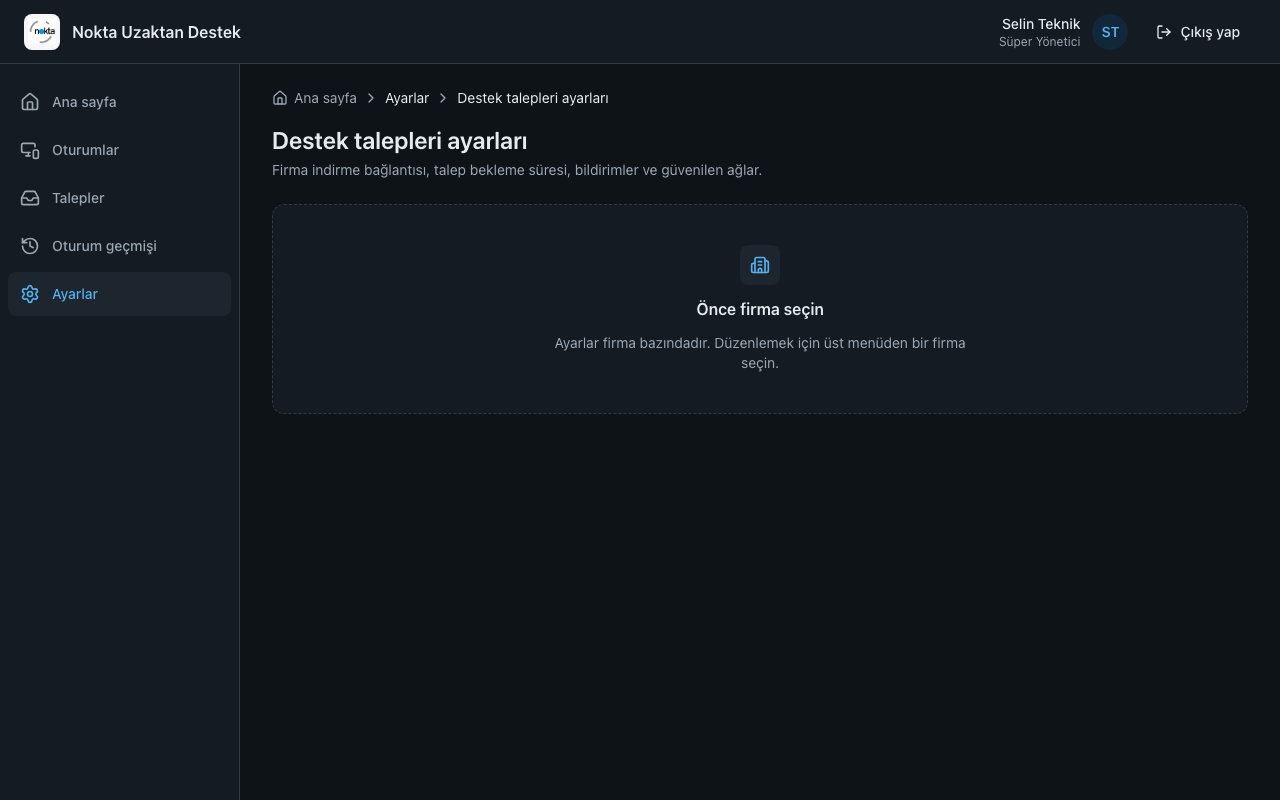 nokta
Nokta Uzaktan Destek
Selin Teknik
Süper Yönetici
ST
Çıkış yap
Ana sayfa
Oturumlar
Talepler
Oturum geçmişi
Ayarlar
Ana sayfa > Ayarlar > Destek talepleri ayarları
Destek talepleri ayarları
Firma indirme bağlantısı, talep bekleme süresi, bildirimler ve güvenilen ağlar.
Önce firma seçin
Ayarlar firma bazındadır. Düzenlemek için üst menüden bir firma
seçin.